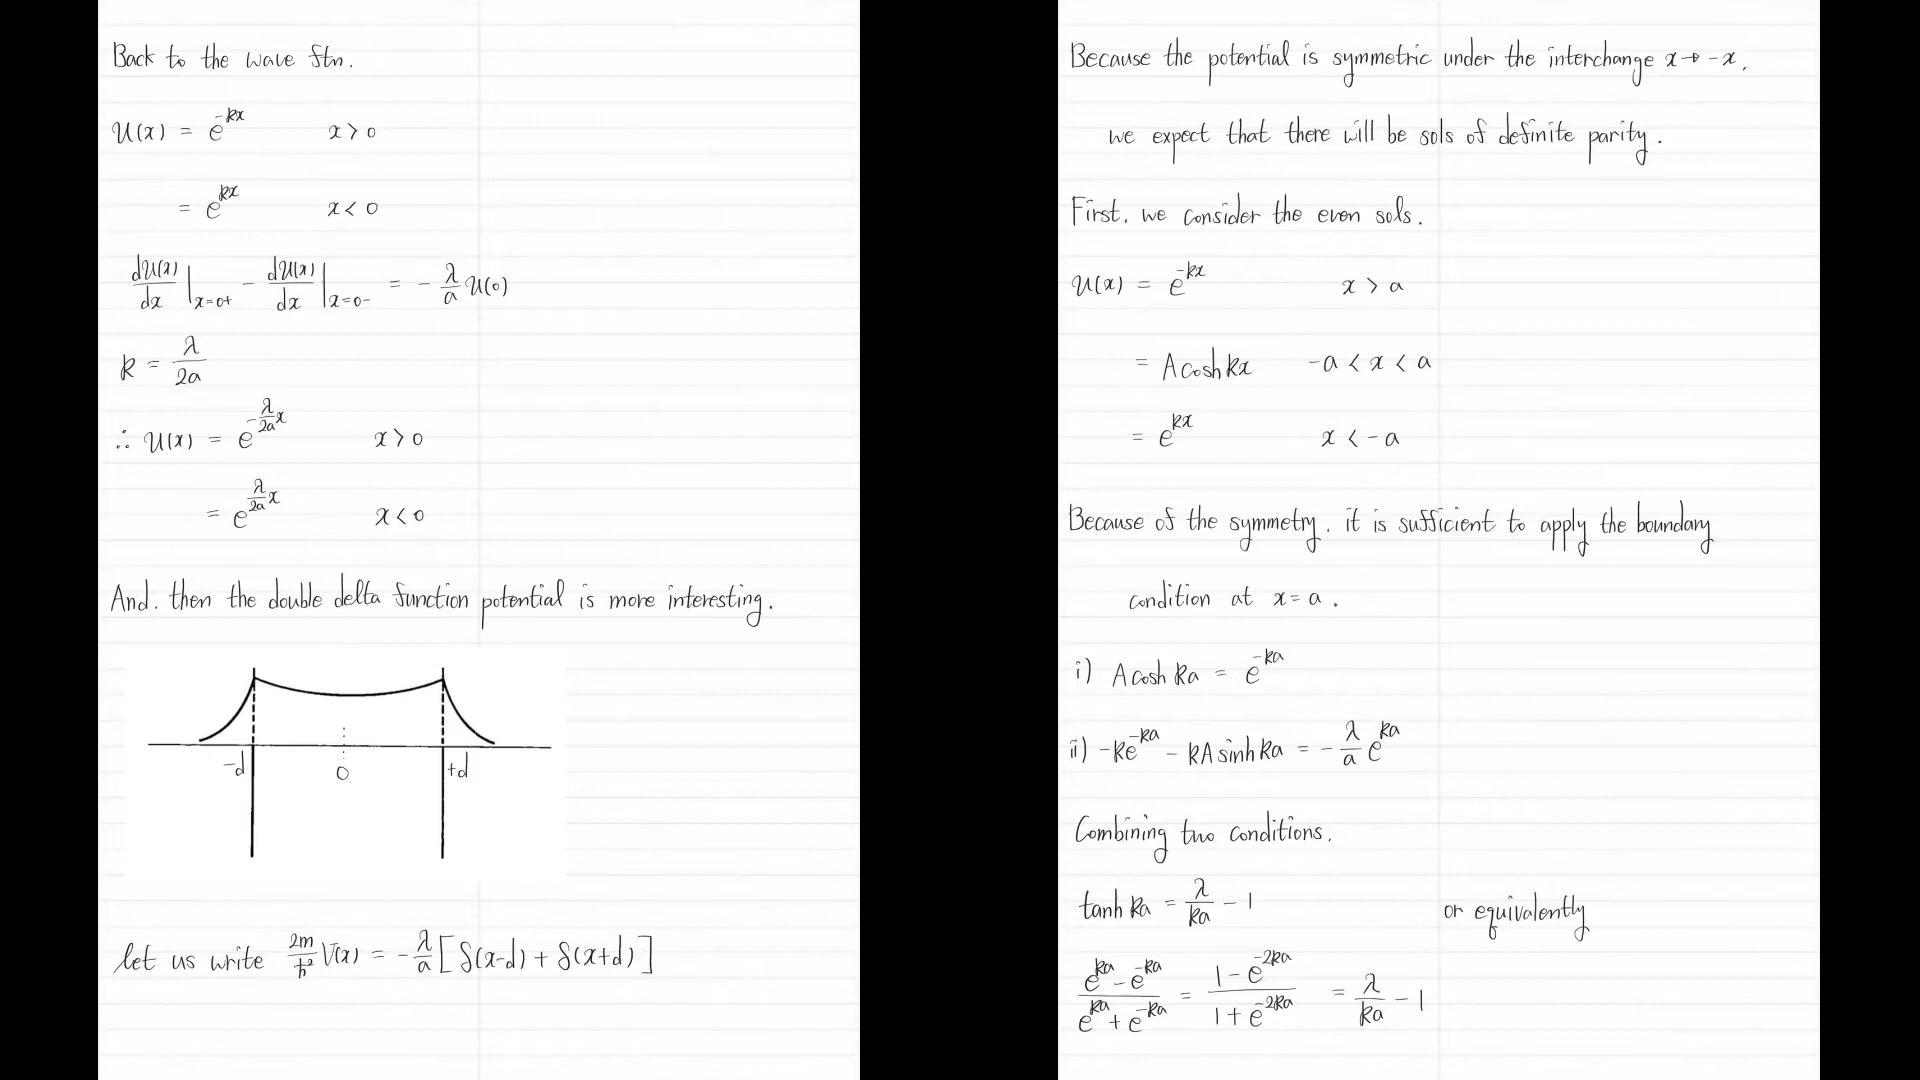 Back to the wave ftn.
U(x) = e^{-kx} x > 0
= e^{kx} x < 0
dU(x)/dx |_{x=0+} - dU(x)/dx |_{x=0-} = - λ/a U(0)
k = λ/2a
∴ U(x) = e^{-λ/2a x} x > 0
= e^{λ/2a x} x < 0
And, then the double delta function potential is more interesting.
-d 0 +d
let us write 2m/ħ² V(x) = - λ/a [ δ(x-d) + δ(x+d) ]
Because the potential is symmetric under the interchange x → -x,
we expect that there will be sols of definite parity.
First, we consider the even sols.
U(x) = e^{-kx} x > a
= A cosh kx -a < x < a
= e^{kx} x < -a
Because of the symmetry, it is sufficient to apply the boundary
condition at x = a.
i) A cosh ka = e^{-ka}
ii) -ke^{-ka} - kA sinh ka = - λ/a e^{ka}
Combining two conditions,
tanh ka = λ/ka - 1 or equivalently
(e^{ka} - e^{-ka})/(e^{ka} + e^{-ka}) = (1 - e^{-2ka})/(1 + e^{-2ka}) = λ/ka - 1